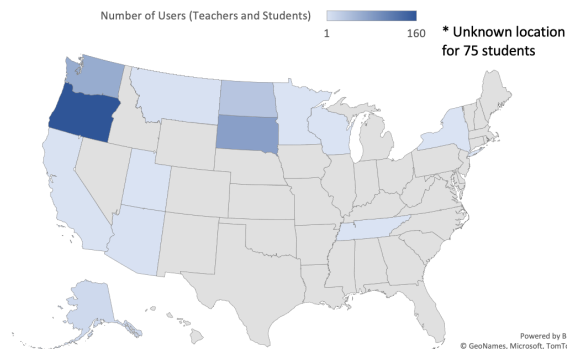 Number of Users (Teachers and Students)
1 160
* Unknown location
for 75 students
Powered by B
© GeoNames, Microsoft, TomTo